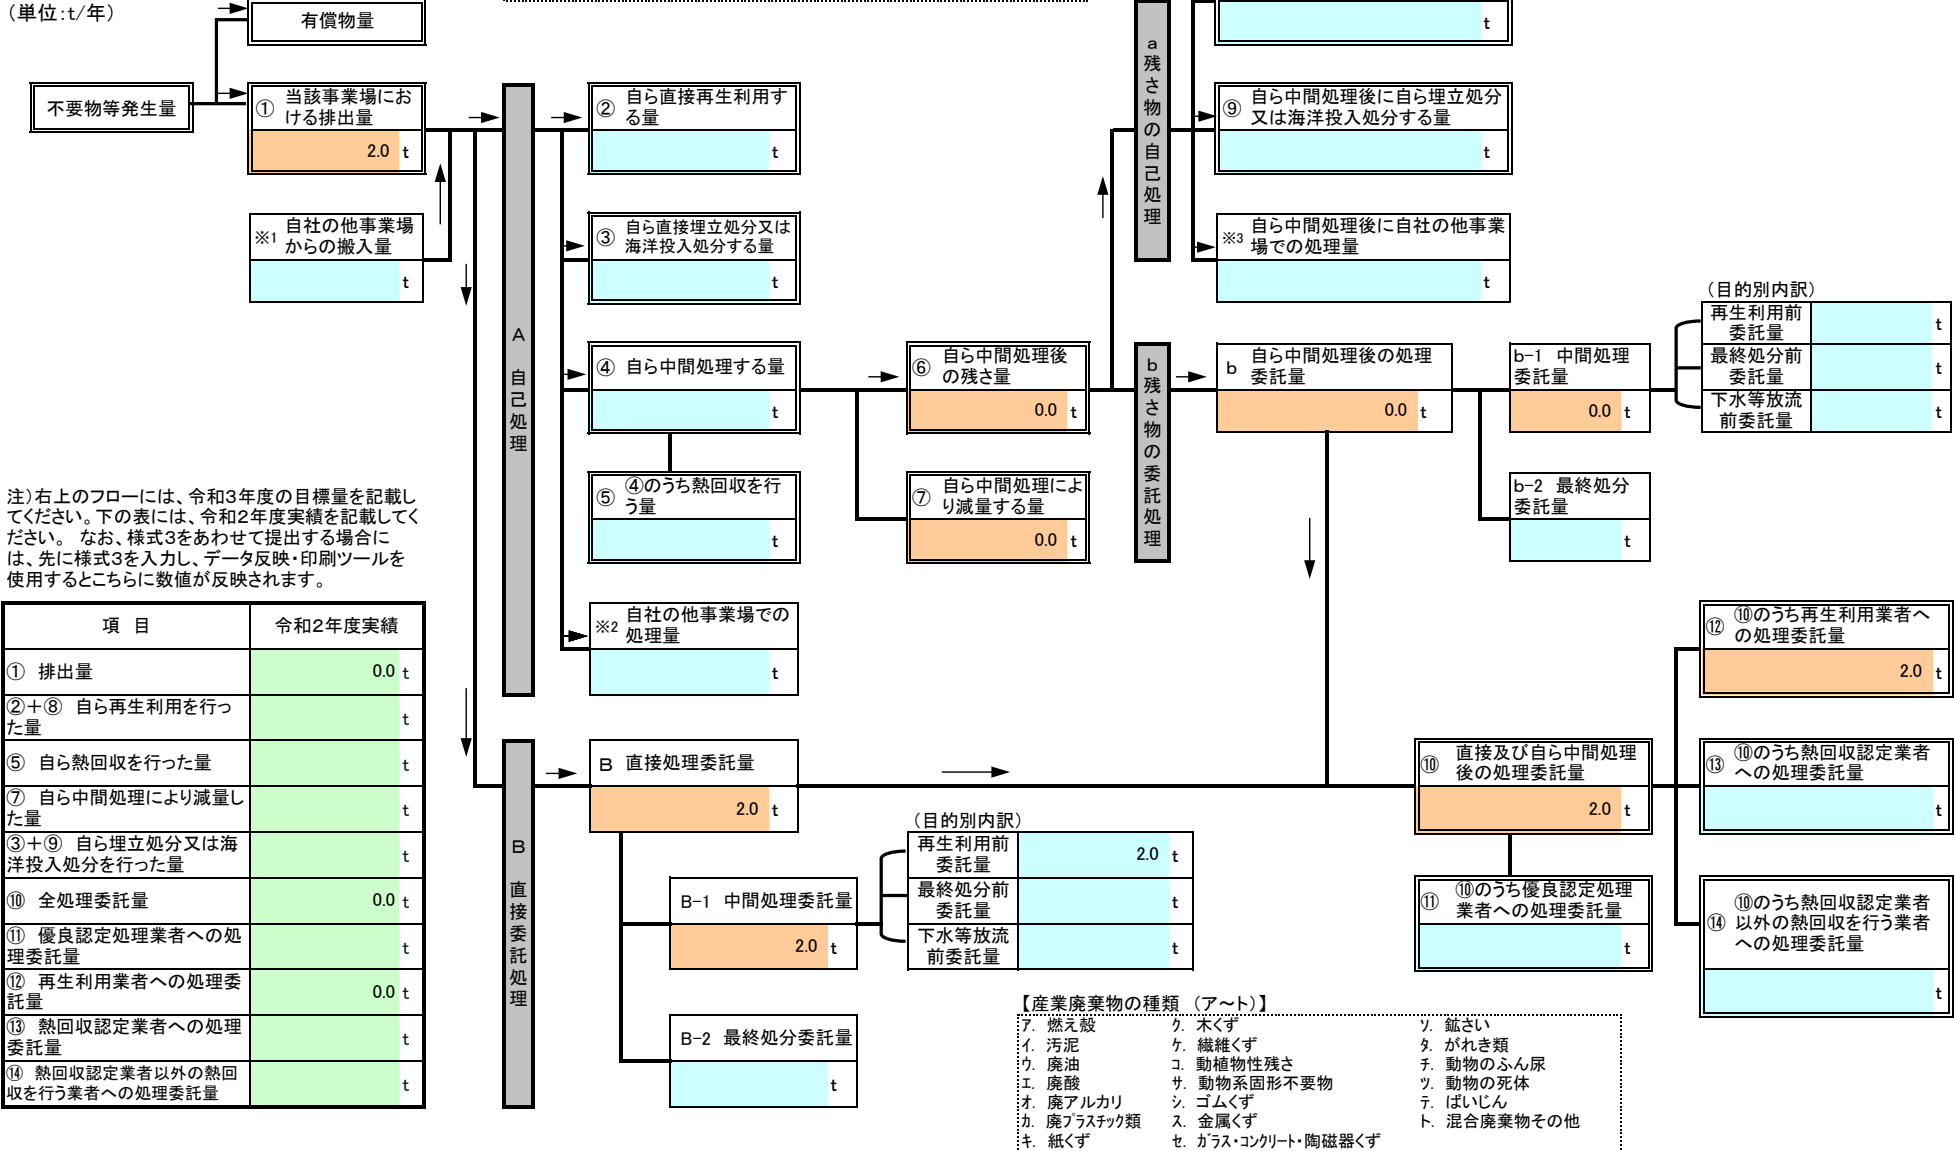 （単位：t/年）
有償物量
t
不要物等発生量
① 当該事業場にお
ける排出量
2.0 t
※1 自社の他事業場
からの搬入量
t
A 自己処理
② 自ら直接再生利用す
る量
t
③ 自ら直接埋立処分又は
海洋投入処分する量
t
④ 自ら中間処理する量
t
⑤ ④のうち熱回収を行
う量
t
※2 自社の他事業場での
処理量
t
⑥ 自ら中間処理後
の残さ量
0.0 t
⑦ 自ら中間処理によ
り減量する量
0.0 t
a残さ物の自己処理
⑨ 自ら中間処理後に自ら埋立処分
又は海洋投入処分する量
t
※3 自ら中間処理後に自社の他事業
場での処理量
t
b残さ物の委託処理
b 自ら中間処理後の処理
委託量
0.0 t
b-1 中間処理
委託量
0.0 t
（目的別内訳）
再生利用前
委託量
t
最終処分前
委託量
t
下水等放流
前委託量
t
b-2 最終処分
委託量
t
注）右上のフローには、令和３年度の目標量を記載し
てください。下の表には、令和２年度実績を記載してく
ださい。 なお、様式３をあわせて提出する場合に
は、先に様式３を入力し、データ反映・印刷ツールを
使用するとこちらに数値が反映されます。
項 目 令和２年度実績
① 排出量 0.0 t
②＋⑧ 自ら再生利用を行っ
た量 t
⑤ 自ら熱回収を行った量 t
⑦ 自ら中間処理により減量し
た量 t
③＋⑨ 自ら埋立処分又は海
洋投入処分を行った量 t
⑩ 全処理委託量 0.0 t
⑪ 優良認定処理業者への処
理委託量 t
⑫ 再生利用業者への処理委
託量 0.0 t
⑬ 熱回収認定業者への処理
委託量 t
⑭ 熱回収認定業者以外の熱回
収を行う業者への処理委託量 t
B 直接委託処理
B 直接処理委託量
2.0 t
B-1 中間処理委託量
2.0 t
（目的別内訳）
再生利用前
委託量
2.0 t
最終処分前
委託量
t
下水等放流
前委託量
t
B-2 最終処分委託量
t
⑩ 直接及び自ら中間処理
後の処理委託量
2.0 t
⑪ ⑩のうち優良認定処理
業者への処理委託量
t
⑫ ⑩のうち再生利用業者へ
の処理委託量
2.0 t
⑬ ⑩のうち熱回収認定業者
への処理委託量
t
⑭ ⑩のうち熱回収認定業者
以外の熱回収を行う業者
への処理委託量
t
【産業廃棄物の種類 （ア～ト）】
ｱ. 燃え殻 ｸ. 木くず ｿ. 鉱さい
ｲ. 汚泥 ｹ. 繊維くず ﾀ. がれき類
ｳ. 廃油 ｺ. 動植物性残さ ﾁ. 動物のふん尿
ｴ. 廃酸 ｻ. 動物系固形不要物 ﾂ. 動物の死体
ｵ. 廃アルカリ ｼ. ゴムくず ﾃ. ばいじん
ｶ. 廃ﾌﾟﾗｽﾁｯｸ類 ｽ. 金属くず ﾄ. 混合廃棄物その他
ｷ. 紙くず ｾ. ｶﾞﾗｽ・ｺﾝｸﾘｰﾄ・陶磁器くず